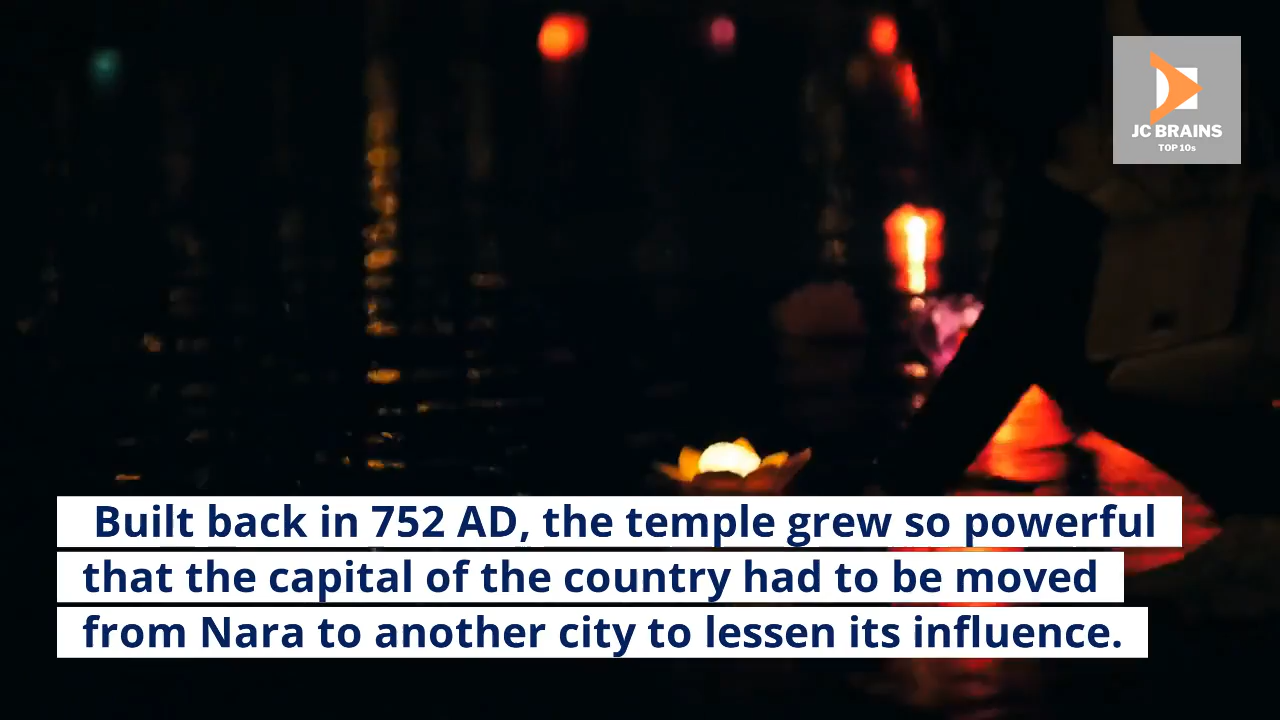 JC BRAINS
TOP 10s
Built back in 752 AD, the temple grew so powerful
that the capital of the country had to be moved
from Nara to another city to lessen its influence.